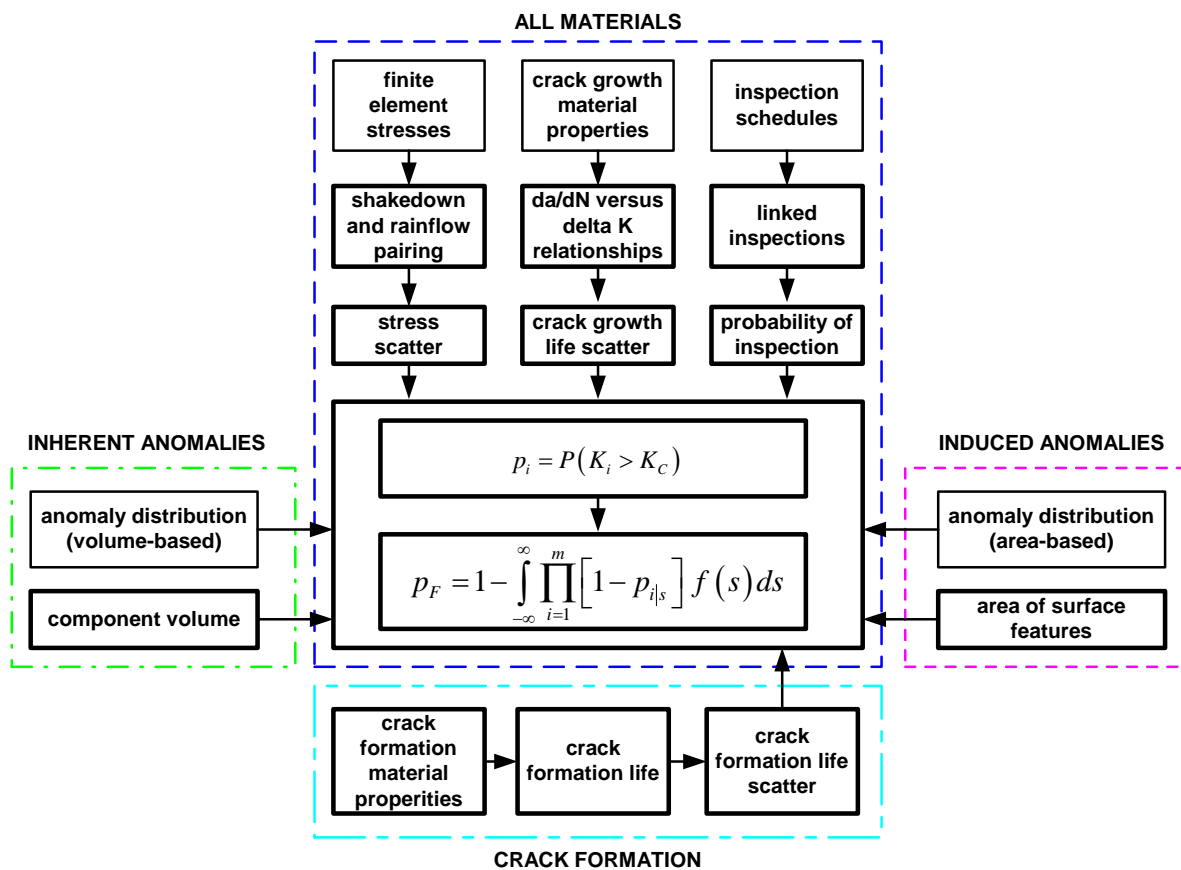 ALL MATERIALS
finite
element
stresses
crack growth
material
properties
inspection
schedules
shakedown
and rainflow
pairing
da/dN versus
delta K
relationships
linked
inspections
stress
scatter
crack growth
life scatter
probability of
inspection
INHERENT ANOMALIES
anomaly distribution
(volume-based)
component volume
p_i = P(K_i > K_C)
p_F = 1 − ∫_{−∞}^{∞} ∏_{i=1}^{m} [1 − p_{i|s}] f(s) ds
INDUCED ANOMALIES
anomaly distribution
(area-based)
area of surface
features
crack
formation
material
properities
crack
formation life
crack
formation life
scatter
CRACK FORMATION